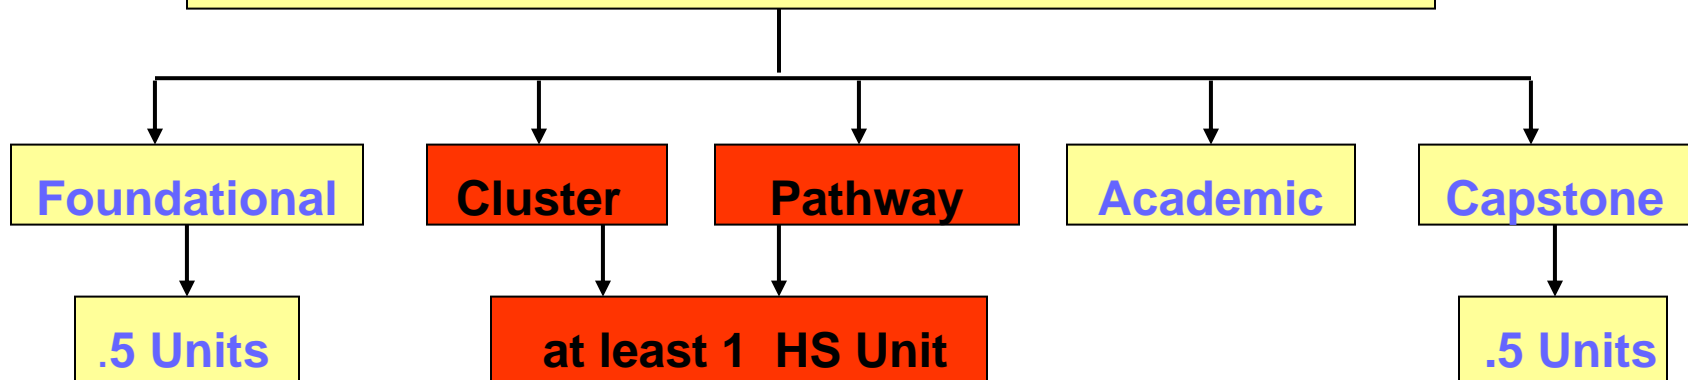 Foundational
Cluster
Pathway
Academic
Capstone
.5 Units
at least 1 HS Unit
.5 Units